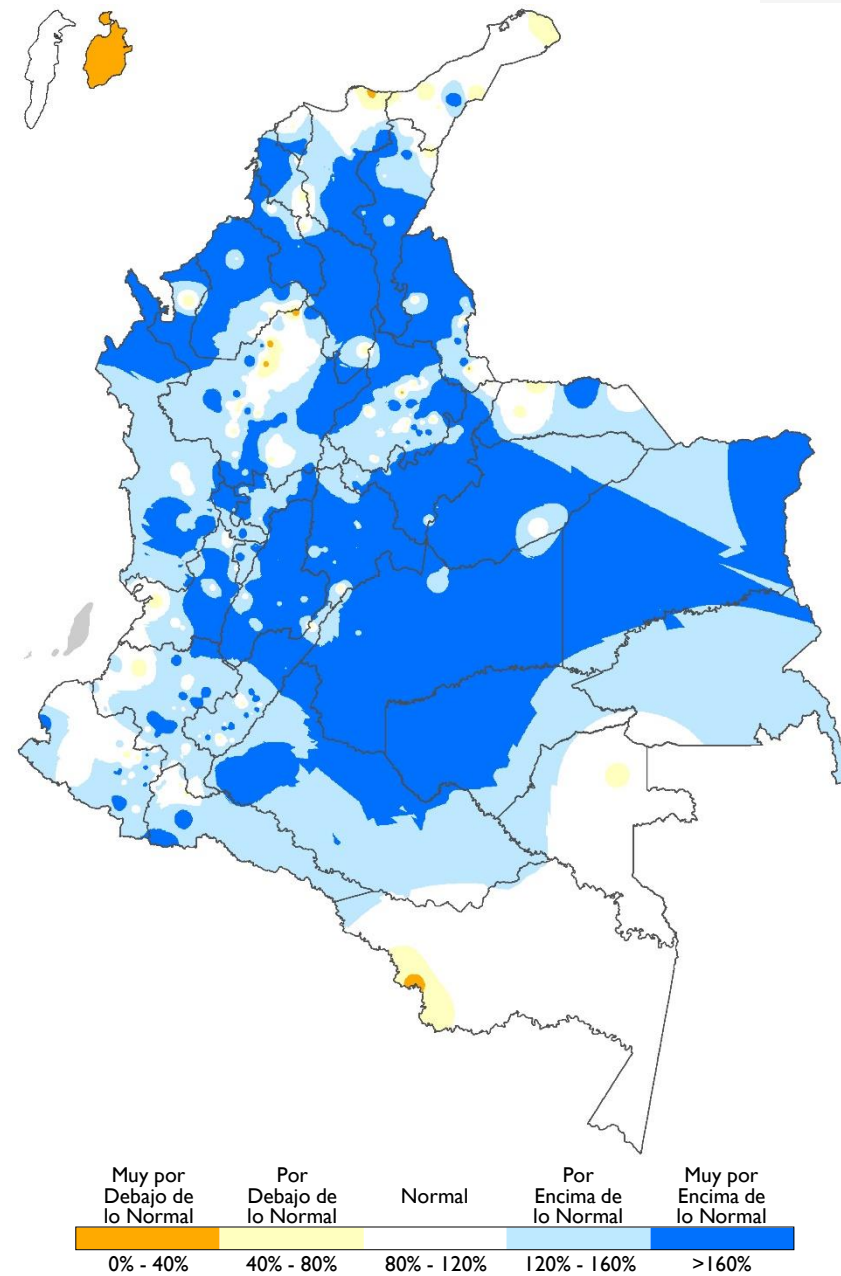 Muy por
Debajo de
lo Normal
Por
Debajo de
lo Normal
Normal
Por
Encima de
lo Normal
Muy por
Encima de
lo Normal
0% - 40%
40% - 80%
80% - 120%
120% - 160%
>160%